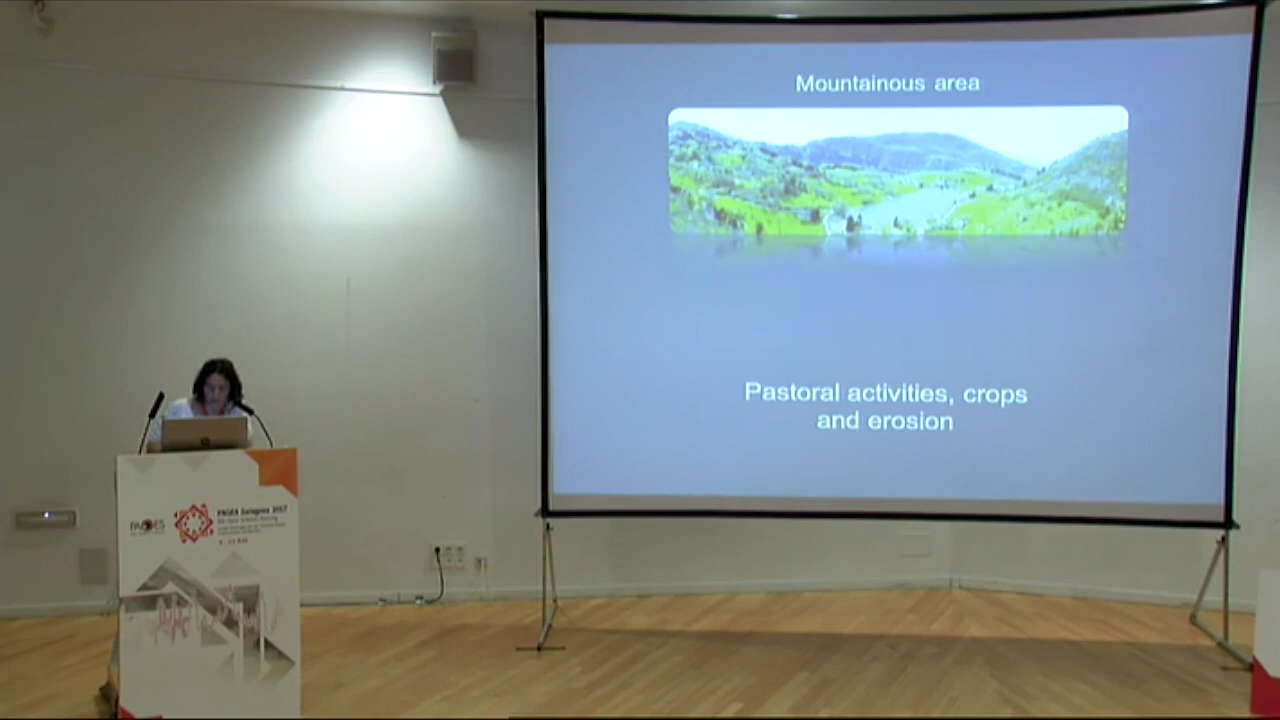 Mountainous area
Pastoral activities, crops
and erosion
PAGES
PAGES Zaragoza 2017